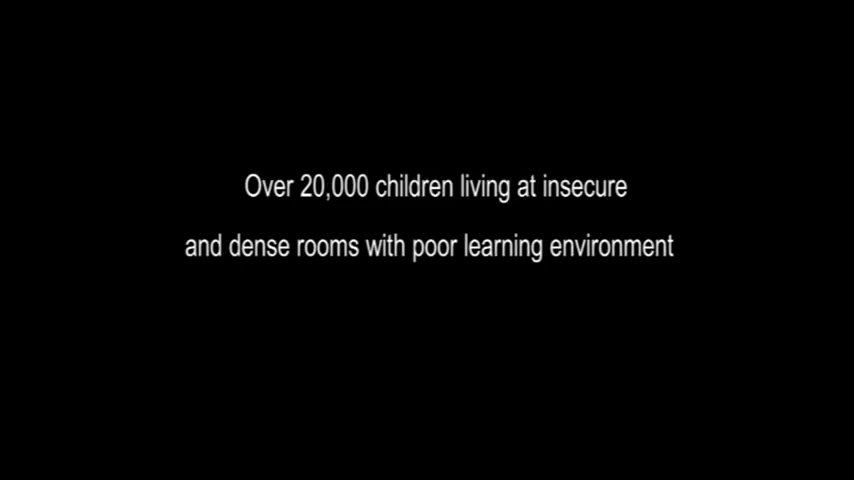 Over 20,000 children living at insecure
and dense rooms with poor learning environment